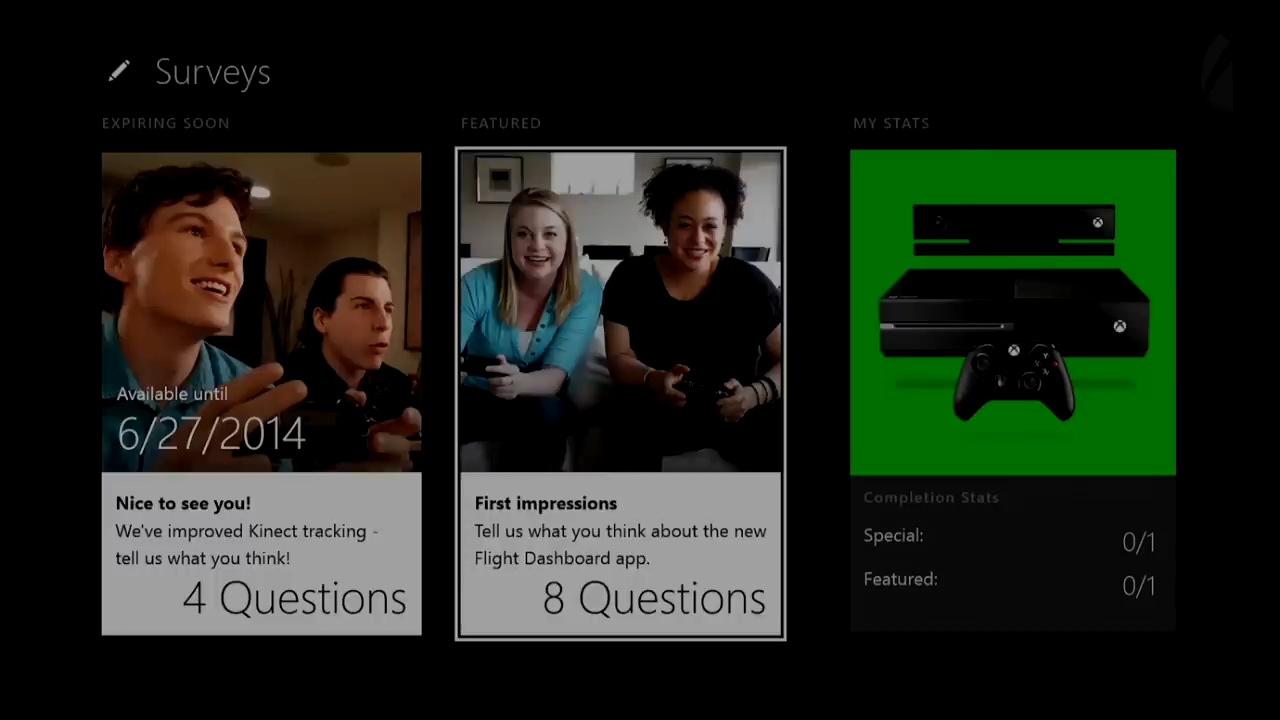 Surveys
EXPIRING SOON
Available until
6/27/2014
Nice to see you!
We've improved Kinect tracking -
tell us what you think!
4 Questions
FEATURED
First impressions
Tell us what you think about the new
Flight Dashboard app.
8 Questions
MY STATS
Completion Stats
Special: 0/1
Featured: 0/1